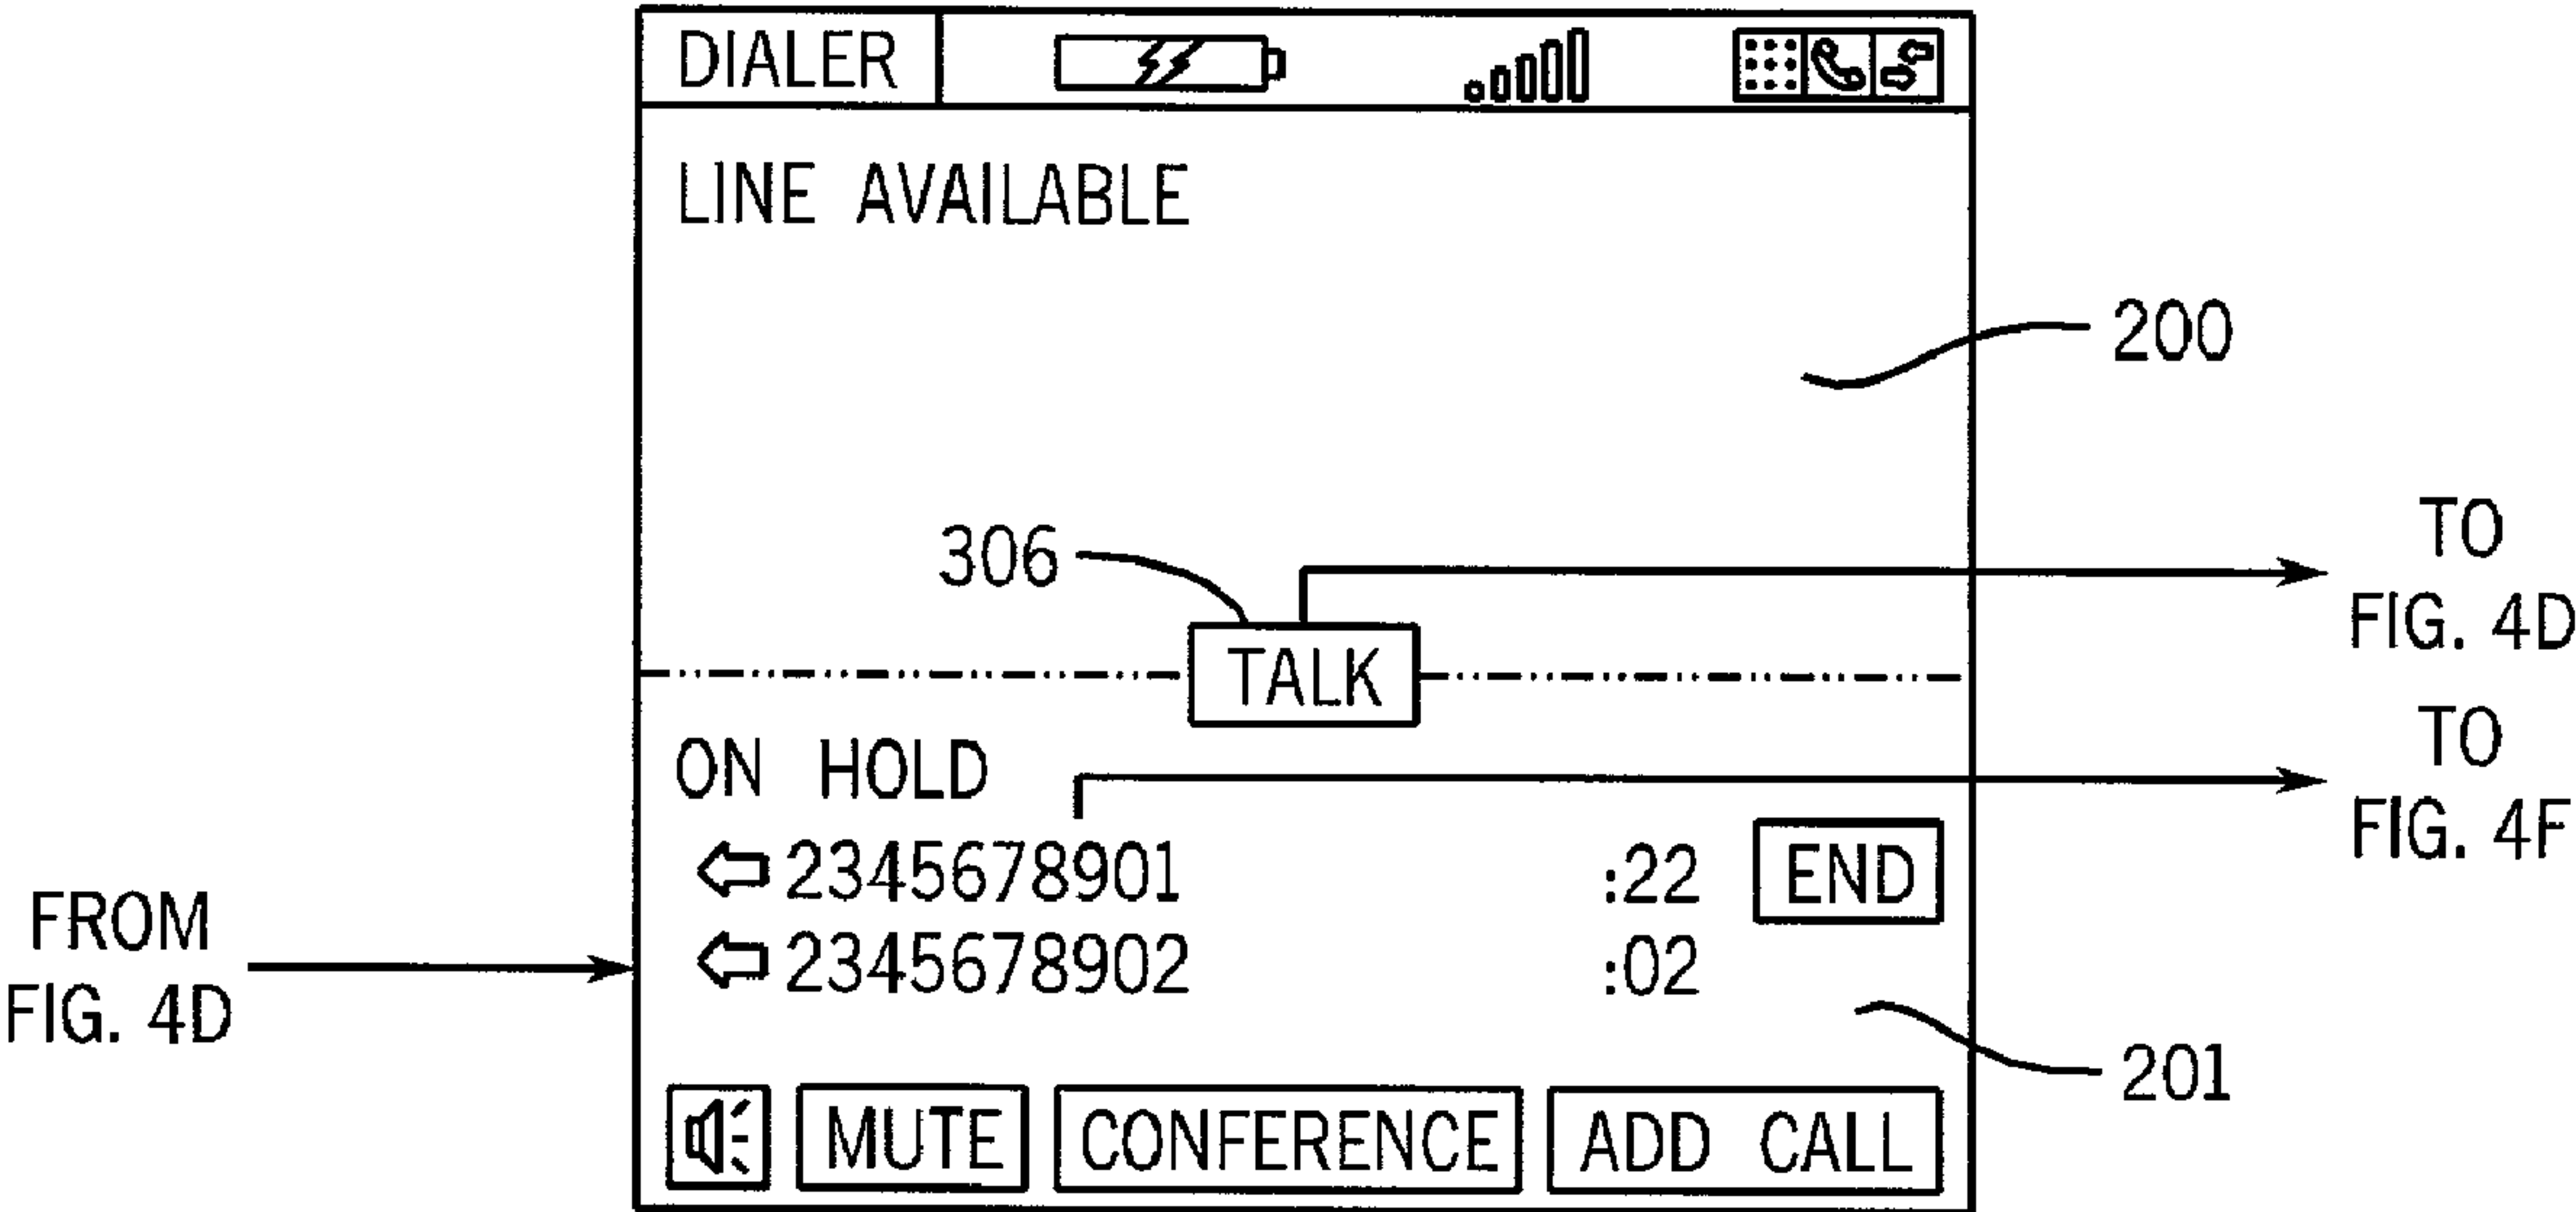 DIALER
LINE AVAILABLE
200
306
TO
FIG. 4D
TALK
TO
FIG. 4F
ON HOLD
2345678901 :22 END
2345678902 :02
FROM
FIG. 4D
201
MUTE CONFERENCE ADD CALL